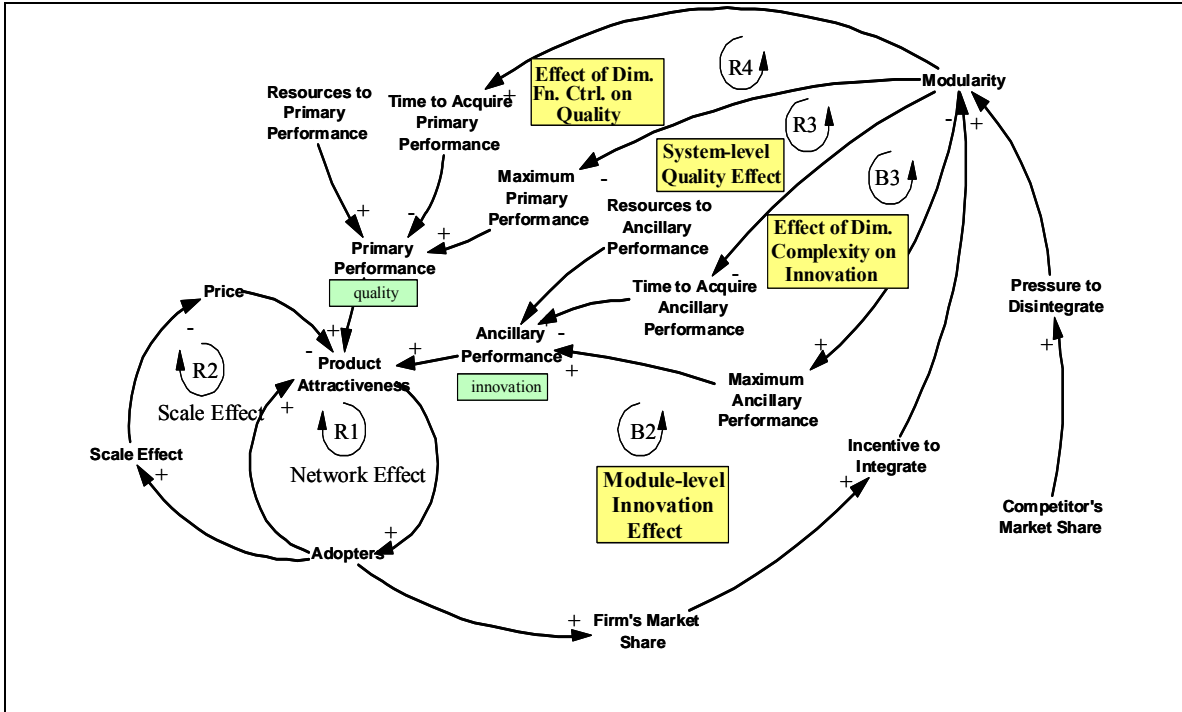 R4
Modularity
Effect of Dim.
Fn. Ctrl. on
Quality
Resources to
Primary
Performance
Time to Acquire
Primary
Performance
+
R3
-
+
System-level
Quality Effect
Maximum
Primary
Performance
-
B3
Resources to
Ancillary
Performance
+
-
+
Effect of Dim.
Complexity on
Innovation
Primary
Performance
quality
-
Time to Acquire
Ancillary
Performance
Pressure to
Disintegrate
Price
+
-
+
-
Ancillary
Performance
innovation
-
+
+
+
Product
Attractiveness
R2
Scale Effect
-
+
Maximum
Ancillary
Performance
R1
Network Effect
B2
Incentive to
Integrate
Scale Effect
+
Module-level
Innovation
Effect
+
Competitor's
Market Share
+
Adopters
+
Firm's Market
Share